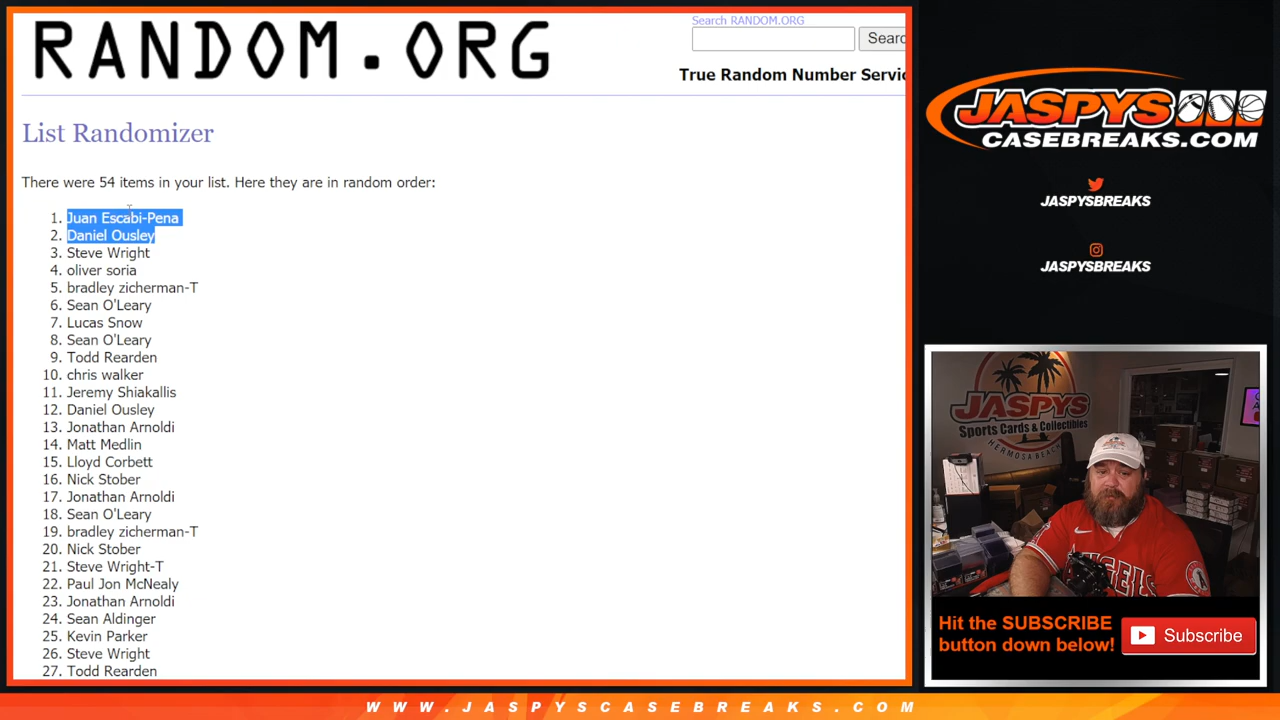 RANDOM.ORG
Search RANDOM.ORG
Searc
True Random Number Servic
List Randomizer
There were 54 items in your list. Here they are in random order:
1. Juan Escabi-Pena
2. Daniel Ousley
3. Steve Wright
4. oliver soria
5. bradley zicherman-T
6. Sean O'Leary
7. Lucas Snow
8. Sean O'Leary
9. Todd Rearden
10. chris walker
11. Jeremy Shiakallis
12. Daniel Ousley
13. Jonathan Arnoldi
14. Matt Medlin
15. Lloyd Corbett
16. Nick Stober
17. Jonathan Arnoldi
18. Sean O'Leary
19. bradley zicherman-T
20. Nick Stober
21. Steve Wright-T
22. Paul Jon McNealy
23. Jonathan Arnoldi
24. Sean Aldinger
25. Kevin Parker
26. Steve Wright
27. Todd Rearden
JASPYS
CASEBREAKS.COM
JASPYSBREAKS
JASPYSBREAKS
JASPYS
Sports Cards & Collectibles
HERMOSA BEACH
ANGELS
Hit the SUBSCRIBE
button down below!
Subscribe
WWW.JASPYSCASEBREAKS.COM